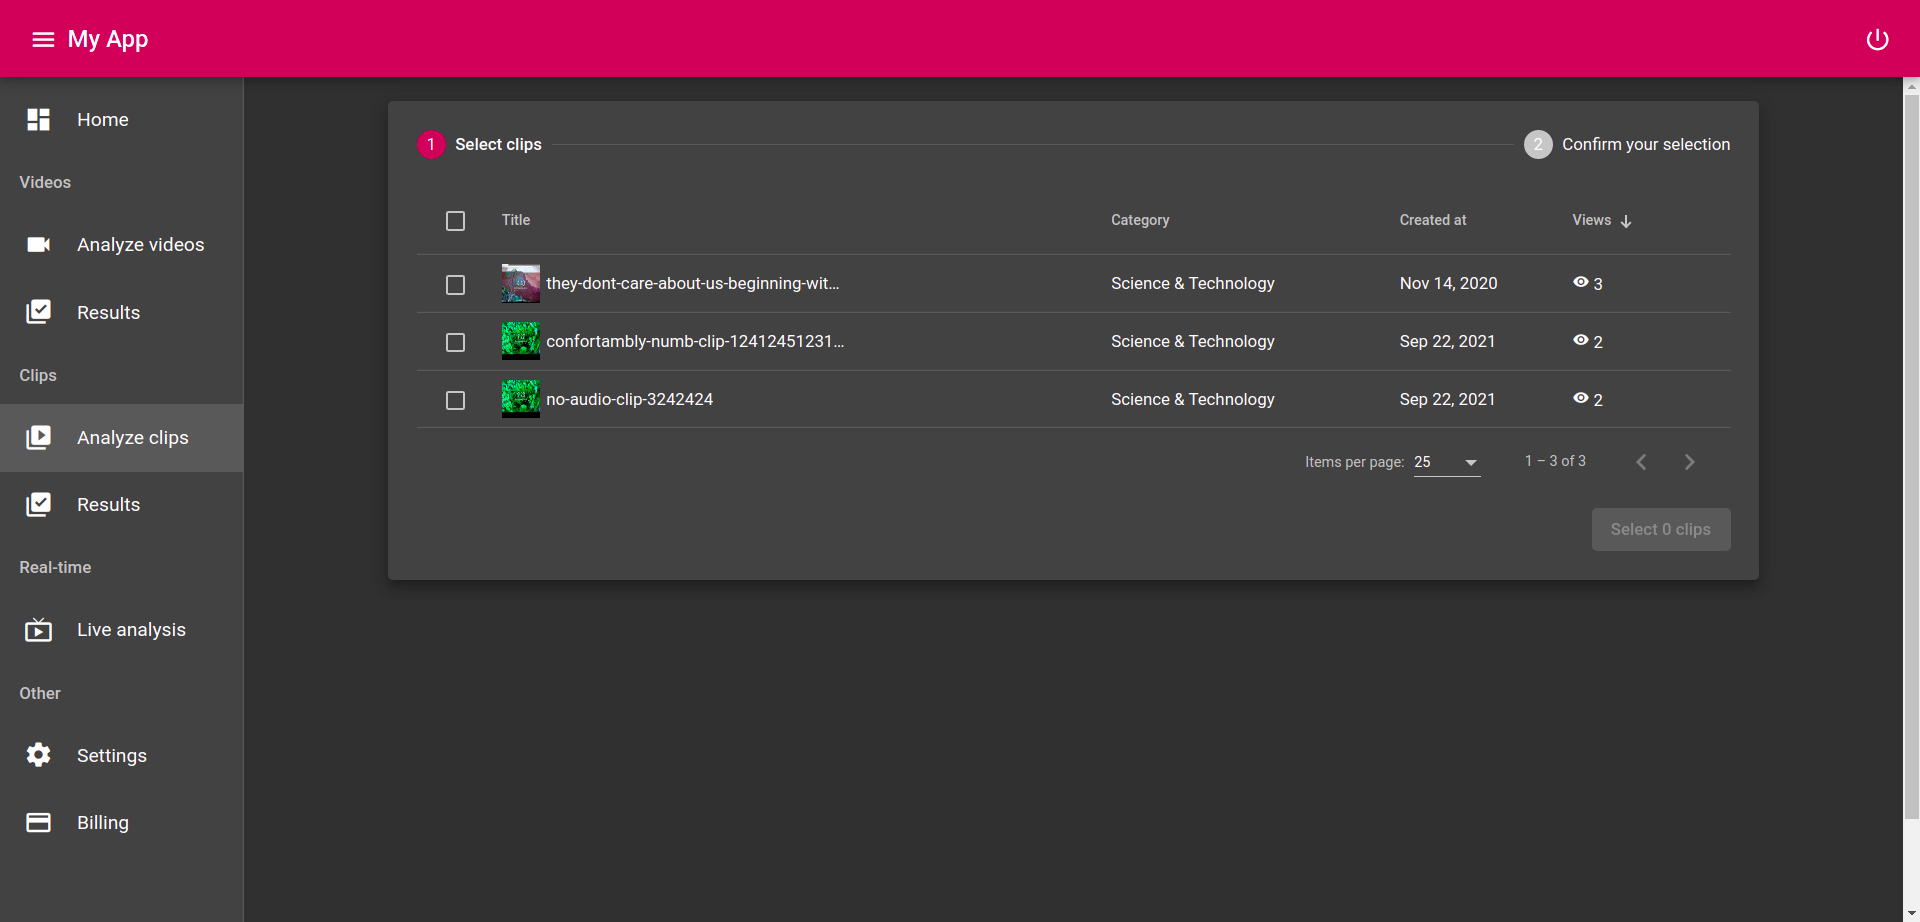 My App
Home
Videos
Analyze videos
Results
Clips
Analyze clips
Results
Real-time
Live analysis
Other
Settings
Billing
1 Select clips
2 Confirm your selection
Title Category Created at Views
they-dont-care-about-us-beginning-wit... Science & Technology Nov 14, 2020 3
confortambly-numb-clip-12412451231... Science & Technology Sep 22, 2021 2
no-audio-clip-3242424 Science & Technology Sep 22, 2021 2
Items per page: 25 1 – 3 of 3
Select 0 clips